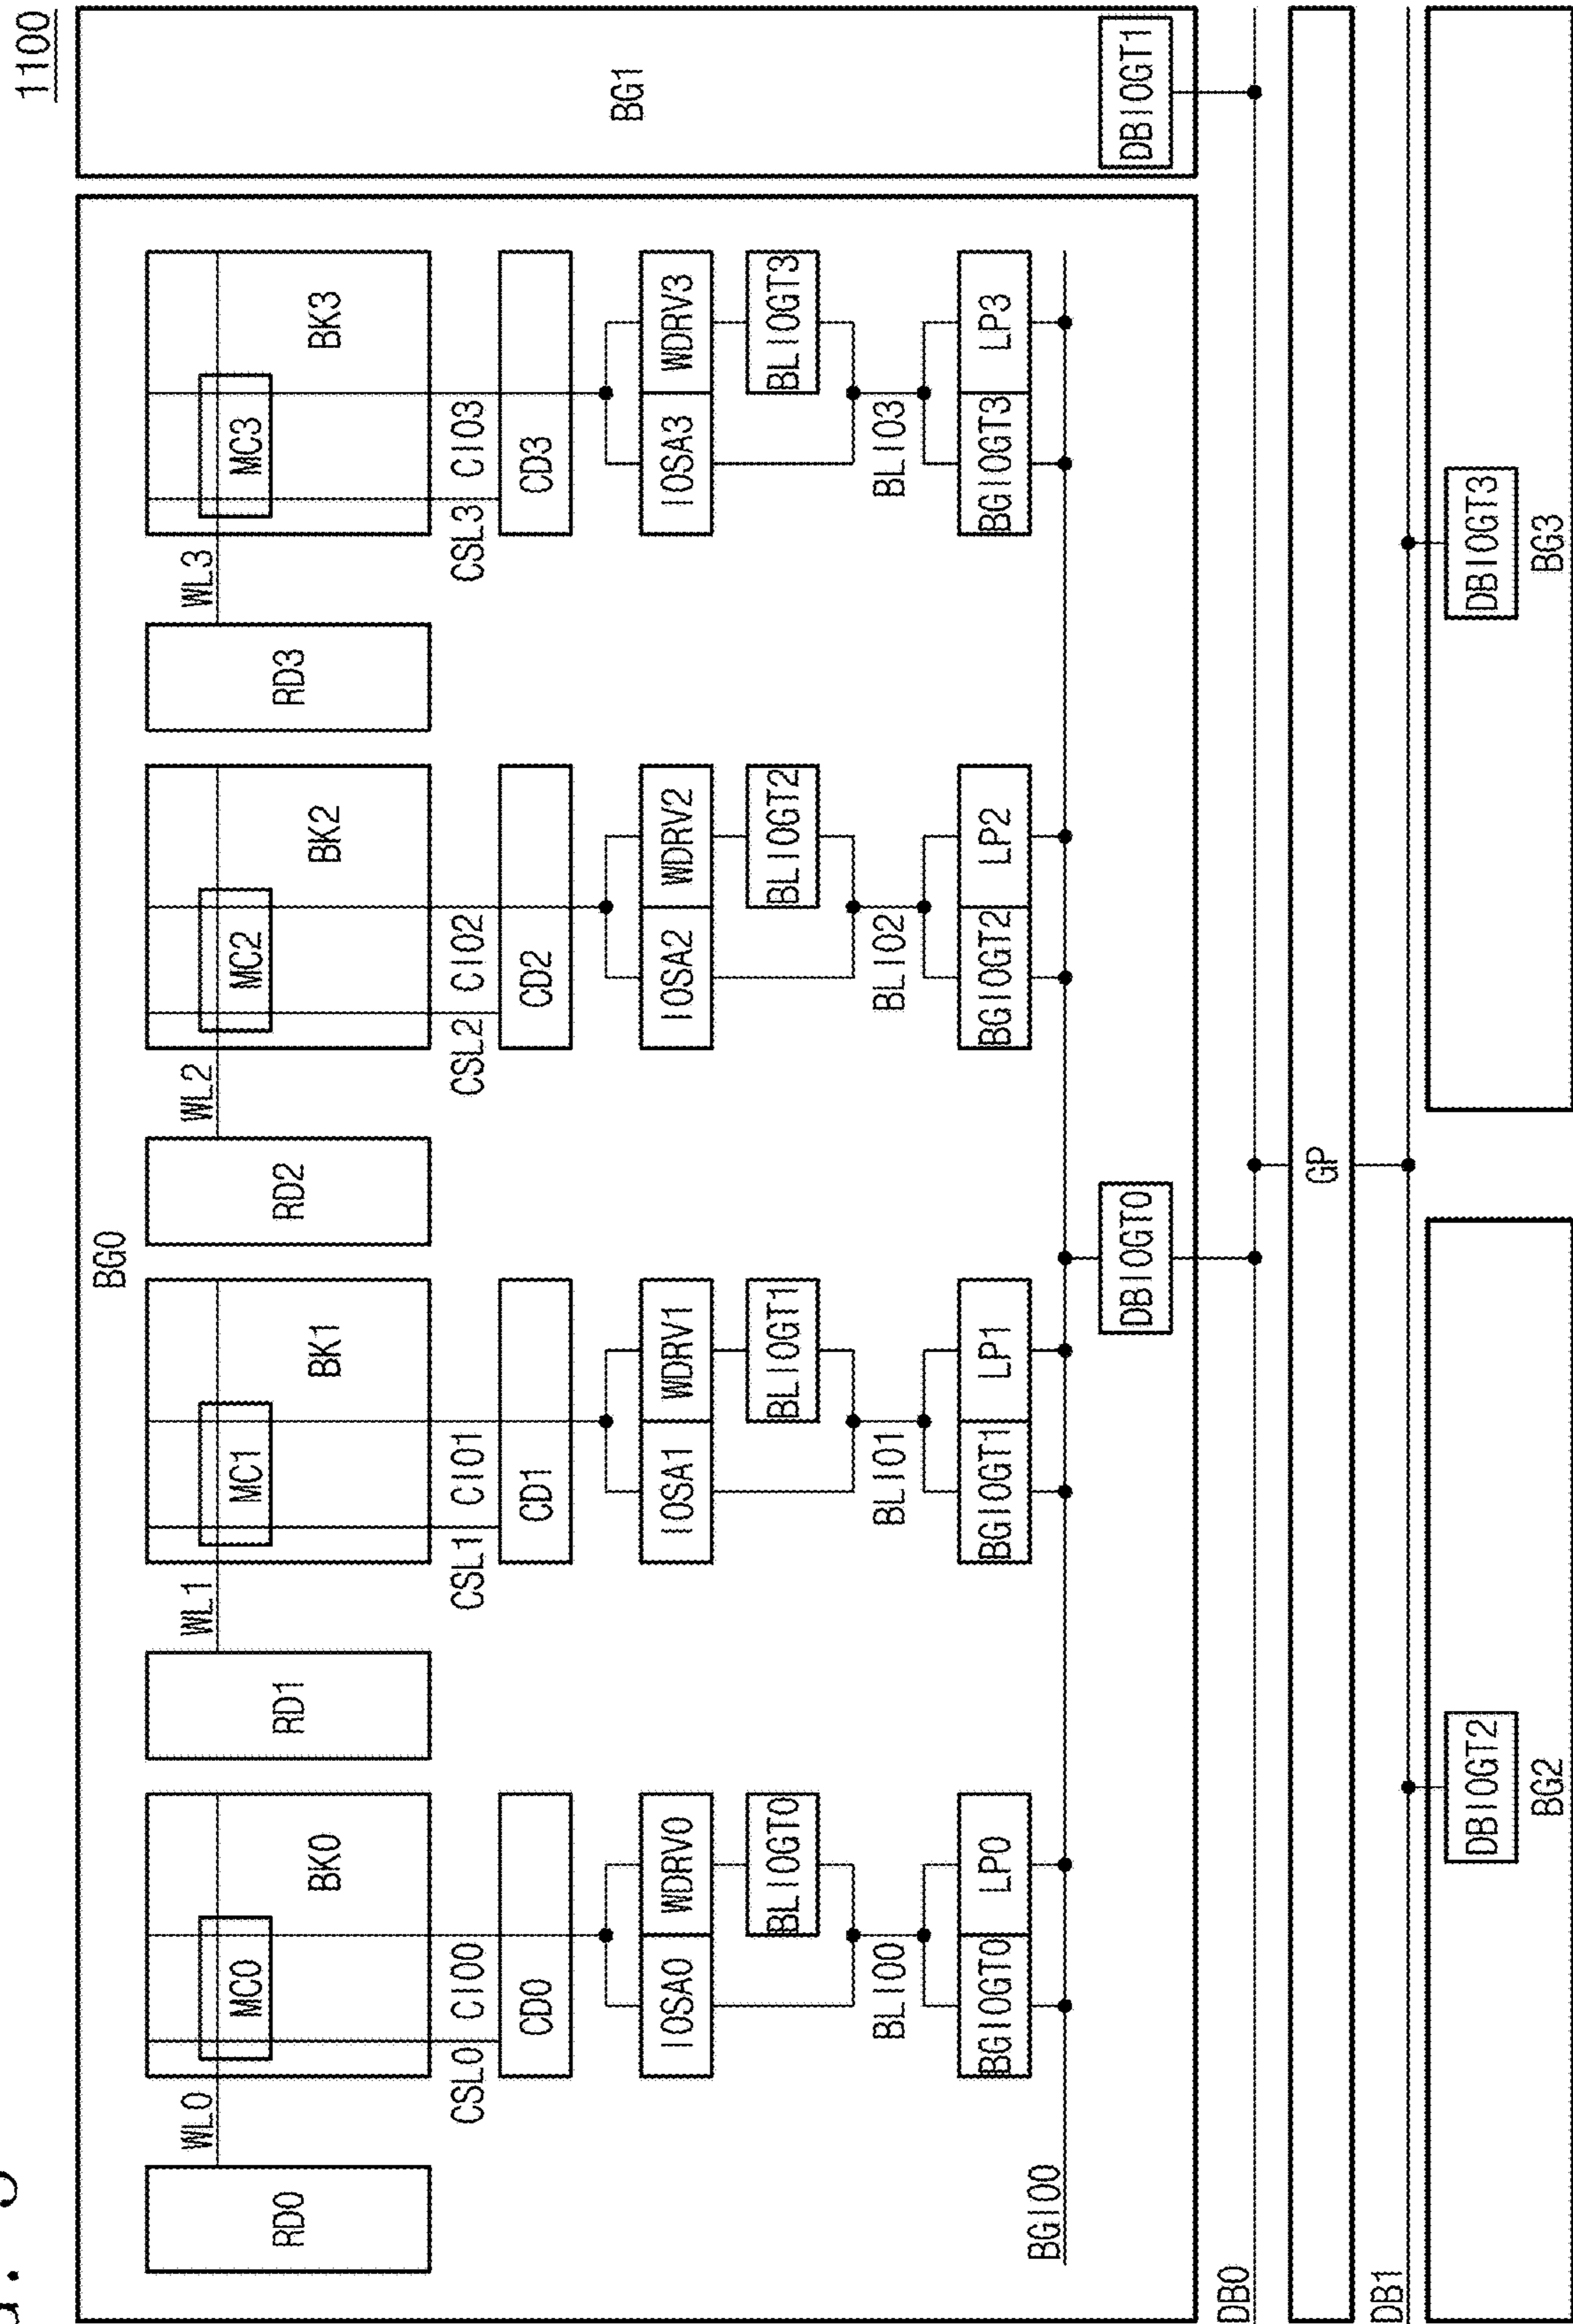 1100
BG0
WL0 WL1 WL2 WL3
MC0 MC1 MC2 MC3
RD0 BK0 RD1 BK1 RD2 BK2 RD3 BK3
CSL0 CIO0 CSL1 CIO1 CSL2 CIO2 CSL3 CIO3
CD0 CD1 CD2 CD3
BG1
IOSA0 WDRV0 IOSA1 WDRV1 IOSA2 WDRV2 IOSA3 WDRV3
BLIOGT0 BLIOGT1 BLIOGT2 BLIOGT3
BLIO0 BLIO1 BLIO2 BLIO3
BGIOGT0 LP0 BGIOGT1 LP1 BGIOGT2 LP2 BGIOGT3 LP3
BGIO0
DBIOGT0 DBIOGT1
DB0
GP
DB1
DBIOGT2 DBIOGT3
BG2 BG3